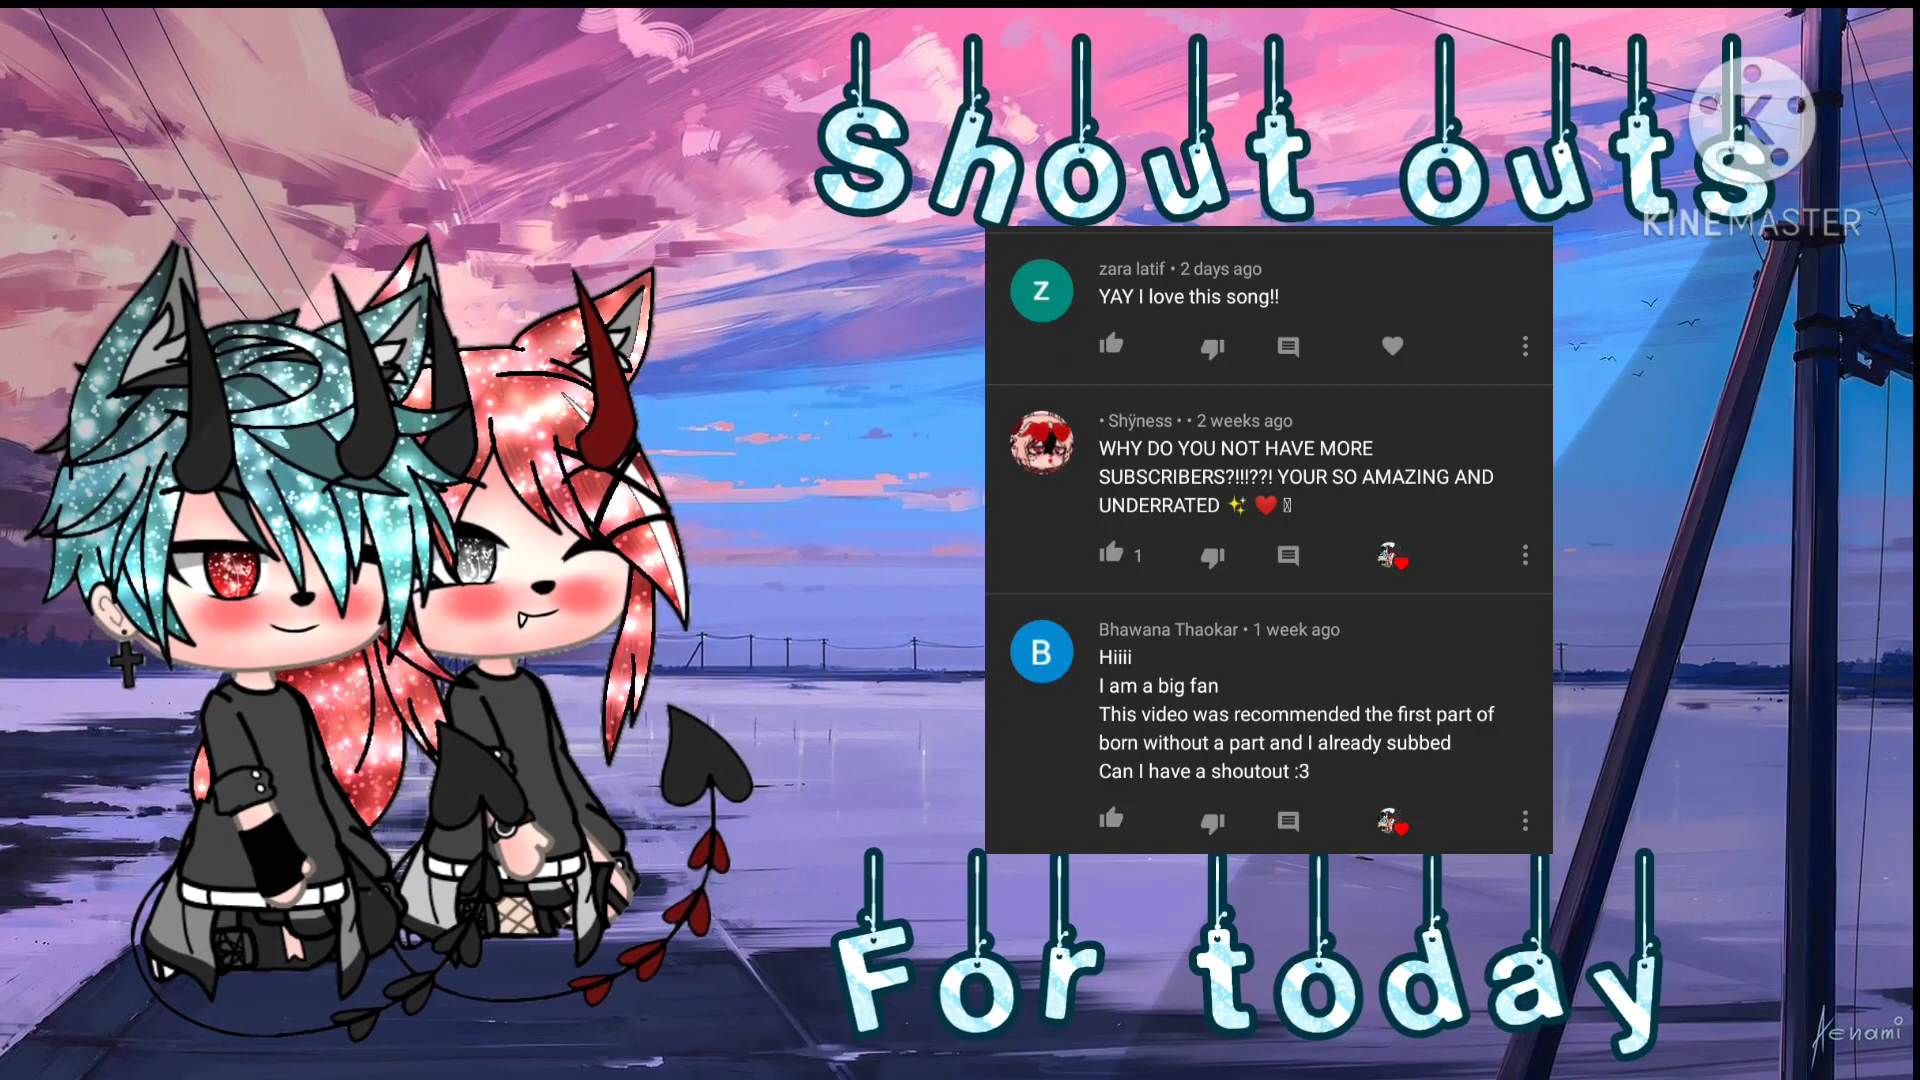 Shout outs
KINEMASTER
Z
zara latif • 2 days ago
YAY I love this song!!
• Shÿness • • 2 weeks ago
WHY DO YOU NOT HAVE MORE
SUBSCRIBERS?!!!??! YOUR SO AMAZING AND
UNDERRATED ✨ ❤️
1
B
Bhawana Thaokar • 1 week ago
Hiiii
I am a big fan
This video was recommended the first part of
born without a part and I already subbed
Can I have a shoutout :3
For today
Aenami